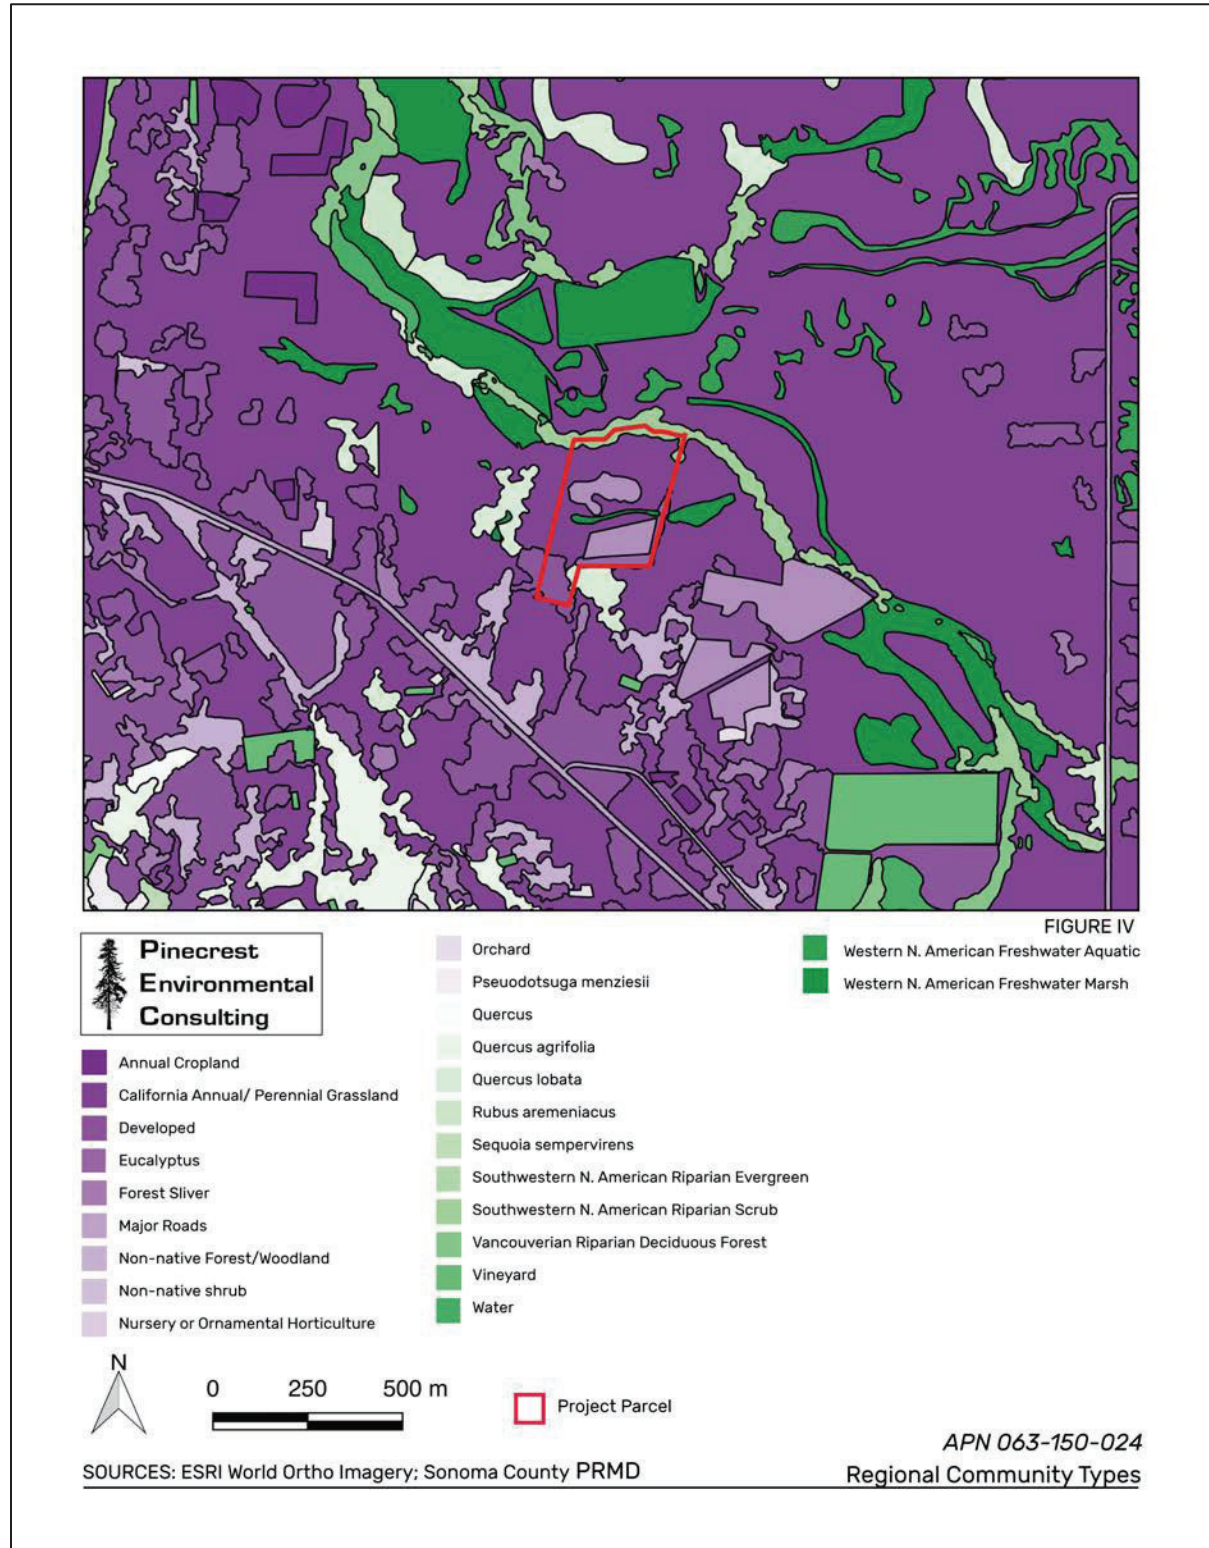 FIGURE IV
Pinecrest
Environmental
Consulting
Annual Cropland
California Annual/ Perennial Grassland
Developed
Eucalyptus
Forest Sliver
Major Roads
Non-native Forest/Woodland
Non-native shrub
Nursery or Ornamental Horticulture
Orchard
Pseuodotsuga menziesii
Quercus
Quercus agrifolia
Quercus lobata
Rubus aremeniacus
Sequoia sempervirens
Southwestern N. American Riparian Evergreen
Southwestern N. American Riparian Scrub
Vancouverian Riparian Deciduous Forest
Vineyard
Water
Western N. American Freshwater Aquatic
Western N. American Freshwater Marsh
N
0 250 500 m
Project Parcel
APN 063-150-024
SOURCES: ESRI World Ortho Imagery; Sonoma County PRMD
Regional Community Types